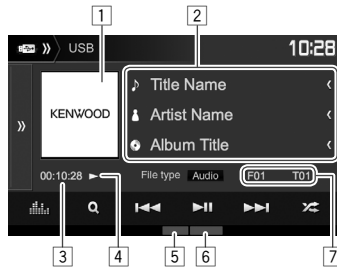 1 2
USB 10:28
Title Name
KENWOOD Artist Name
Album Title
00:10:28 File type Audio F01 T01
3 4 5 6 7